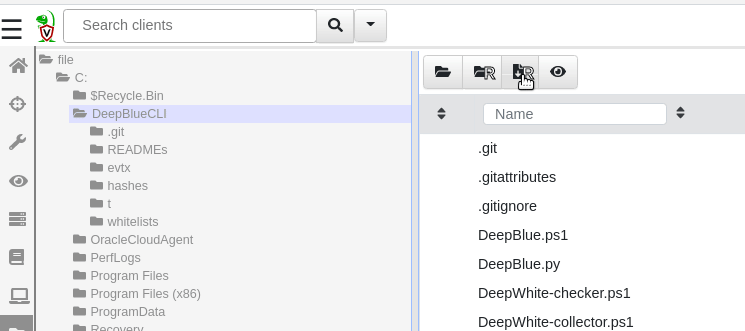 Search clients
file
C:
$Recycle.Bin
DeepBlueCLI
.git
READMEs
evtx
hashes
t
whitelists
OracleCloudAgent
PerfLogs
Program Files
Program Files (x86)
ProgramData
Recovery
R
R
Name
.git
.gitattributes
.gitignore
DeepBlue.ps1
DeepBlue.py
DeepWhite-checker.ps1
DeepWhite-collector.ps1